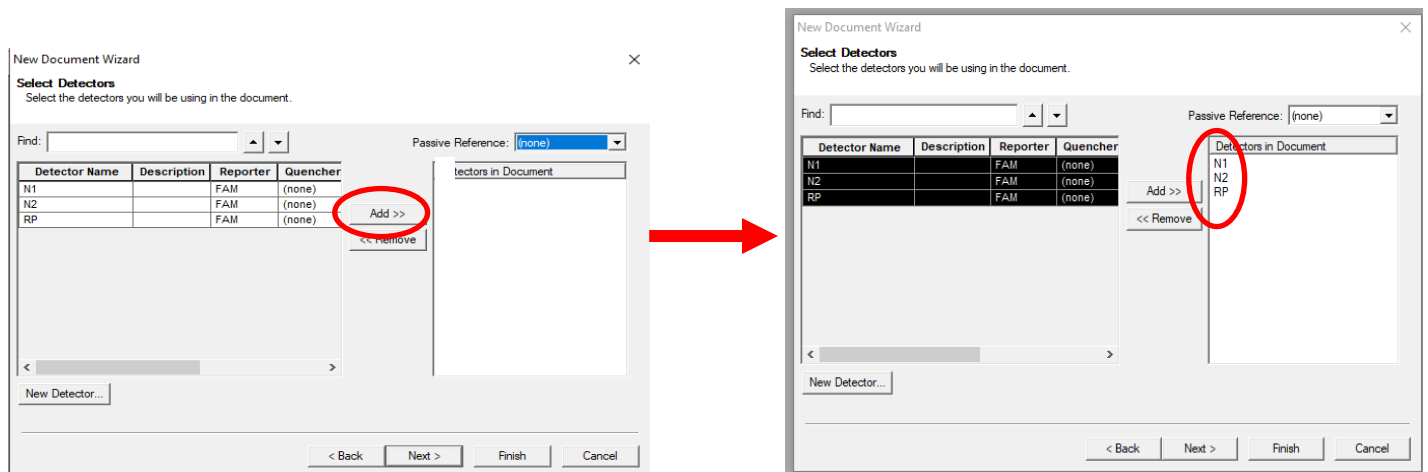 New Document Wizard
Select Detectors
Select the detectors you will be using in the document.
Find:
Passive Reference: (none)
Detector Name Description Reporter Quencher
N1 FAM (none)
N2 FAM (none)
RP FAM (none)
Add >>
<< Remove
tectors in Document
New Detector...
< Back Next > Finish Cancel
New Document Wizard
Select Detectors
Select the detectors you will be using in the document.
Find:
Passive Reference: (none)
Detector Name Description Reporter Quencher
N1 FAM (none)
N2 FAM (none)
RP FAM (none)
Add >>
<< Remove
Detectors in Document
N1
N2
RP
New Detector...
< Back Next > Finish Cancel